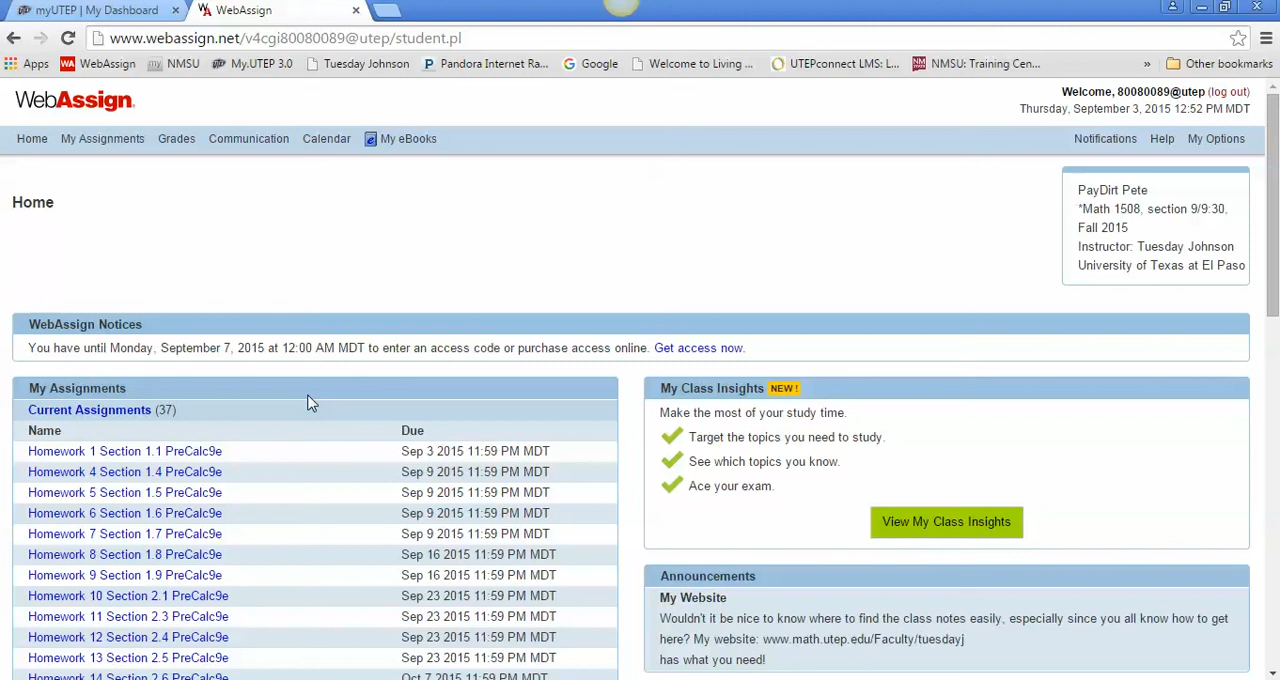 myUTEP | My Dashboard
WebAssign
www.webassign.net/v4cgi80080089@utep/student.pl
Apps WebAssign NMSU My.UTEP 3.0 Tuesday Johnson Pandora Internet Ra... Google Welcome to Living ... UTEPconnect LMS: L... NMSU: Training Cen... » Other bookmarks
WebAssign
Welcome, 80080089@utep (log out)
Thursday, September 3, 2015 12:52 PM MDT
Home My Assignments Grades Communication Calendar My eBooks Notifications Help My Options
Home
PayDirt Pete
*Math 1508, section 9/9:30,
Fall 2015
Instructor: Tuesday Johnson
University of Texas at El Paso
WebAssign Notices
You have until Monday, September 7, 2015 at 12:00 AM MDT to enter an access code or purchase access online. Get access now.
My Assignments
Current Assignments (37)
Name Due
Homework 1 Section 1.1 PreCalc9e Sep 3 2015 11:59 PM MDT
Homework 4 Section 1.4 PreCalc9e Sep 9 2015 11:59 PM MDT
Homework 5 Section 1.5 PreCalc9e Sep 9 2015 11:59 PM MDT
Homework 6 Section 1.6 PreCalc9e Sep 9 2015 11:59 PM MDT
Homework 7 Section 1.7 PreCalc9e Sep 9 2015 11:59 PM MDT
Homework 8 Section 1.8 PreCalc9e Sep 16 2015 11:59 PM MDT
Homework 9 Section 1.9 PreCalc9e Sep 16 2015 11:59 PM MDT
Homework 10 Section 2.1 PreCalc9e Sep 23 2015 11:59 PM MDT
Homework 11 Section 2.3 PreCalc9e Sep 23 2015 11:59 PM MDT
Homework 12 Section 2.4 PreCalc9e Sep 23 2015 11:59 PM MDT
Homework 13 Section 2.5 PreCalc9e Sep 23 2015 11:59 PM MDT
Homework 14 Section 2.6 PreCalc9e Oct 7 2015 11:59 PM MDT
My Class Insights NEW!
Make the most of your study time.
Target the topics you need to study.
See which topics you know.
Ace your exam.
View My Class Insights
Announcements
My Website
Wouldn't it be nice to know where to find the class notes easily, especially since you all know how to get
here? My website: www.math.utep.edu/Faculty/tuesdayj
has what you need!